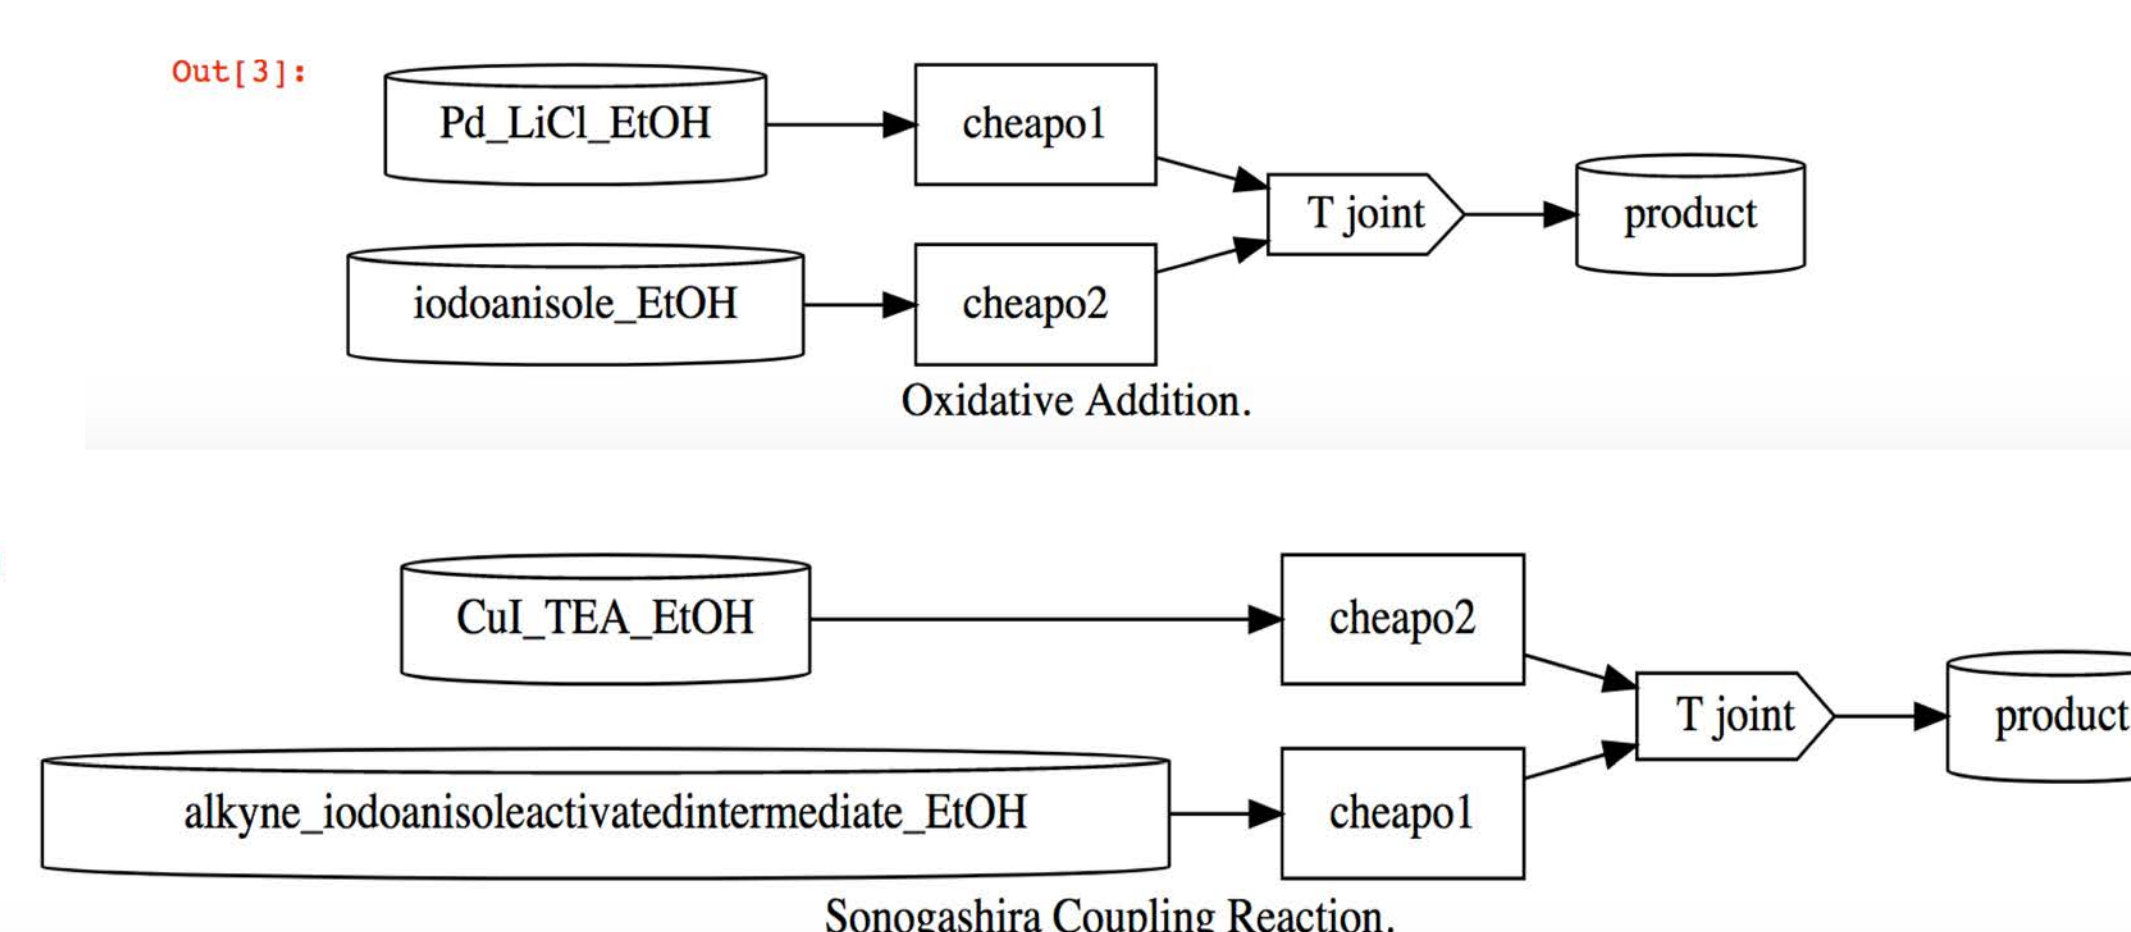 Out[3]:
Pd_LiCl_EtOH
cheapo1
iodoanisole_EtOH
cheapo2
T joint
product
Oxidative Addition.
CuI_TEA_EtOH
cheapo2
alkyne_iodoanisoleactivatedintermediate_EtOH
cheapo1
T joint
product
Sonogashira Coupling Reaction.